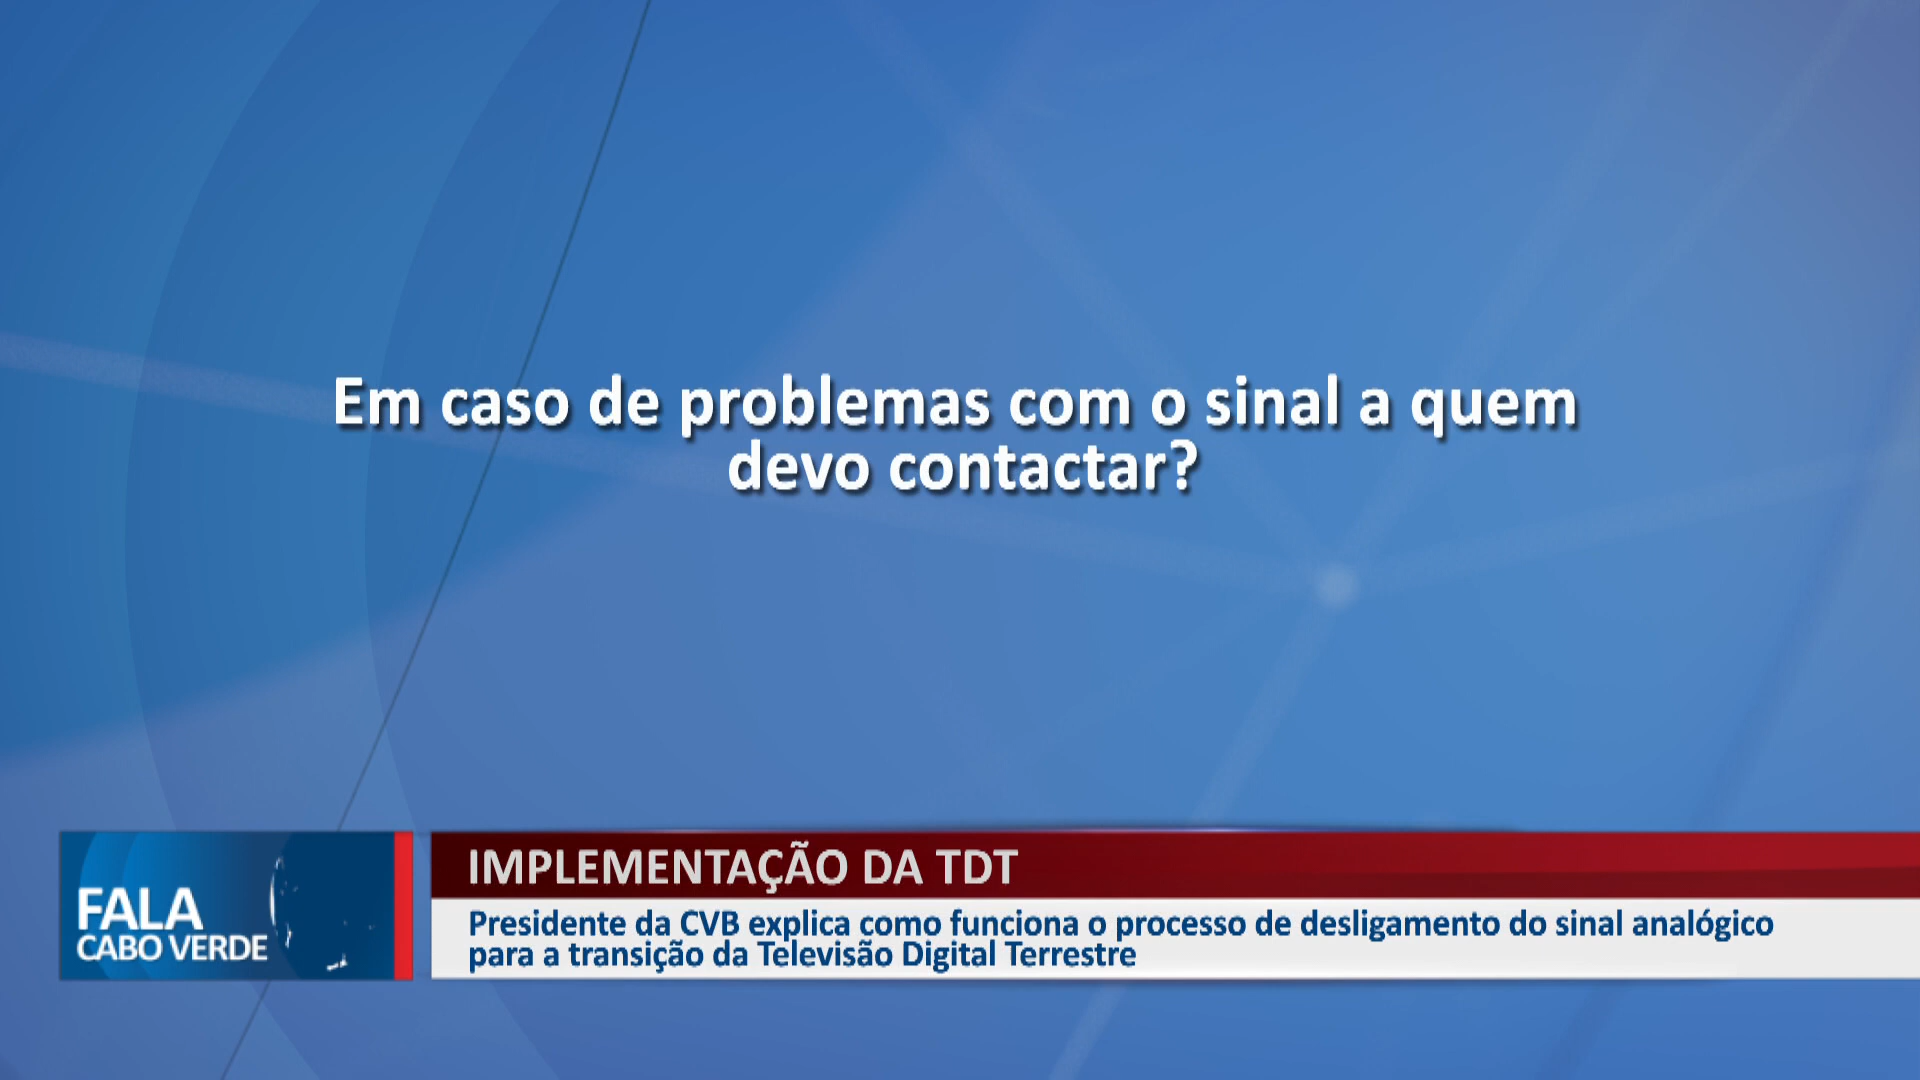 Em caso de problemas com o sinal a quem
devo contactar?
IMPLEMENTAÇÃO DA TDT
Presidente da CVB explica como funciona o processo de desligamento do sinal analógico
para a transição da Televisão Digital Terrestre
FALA
CABO VERDE